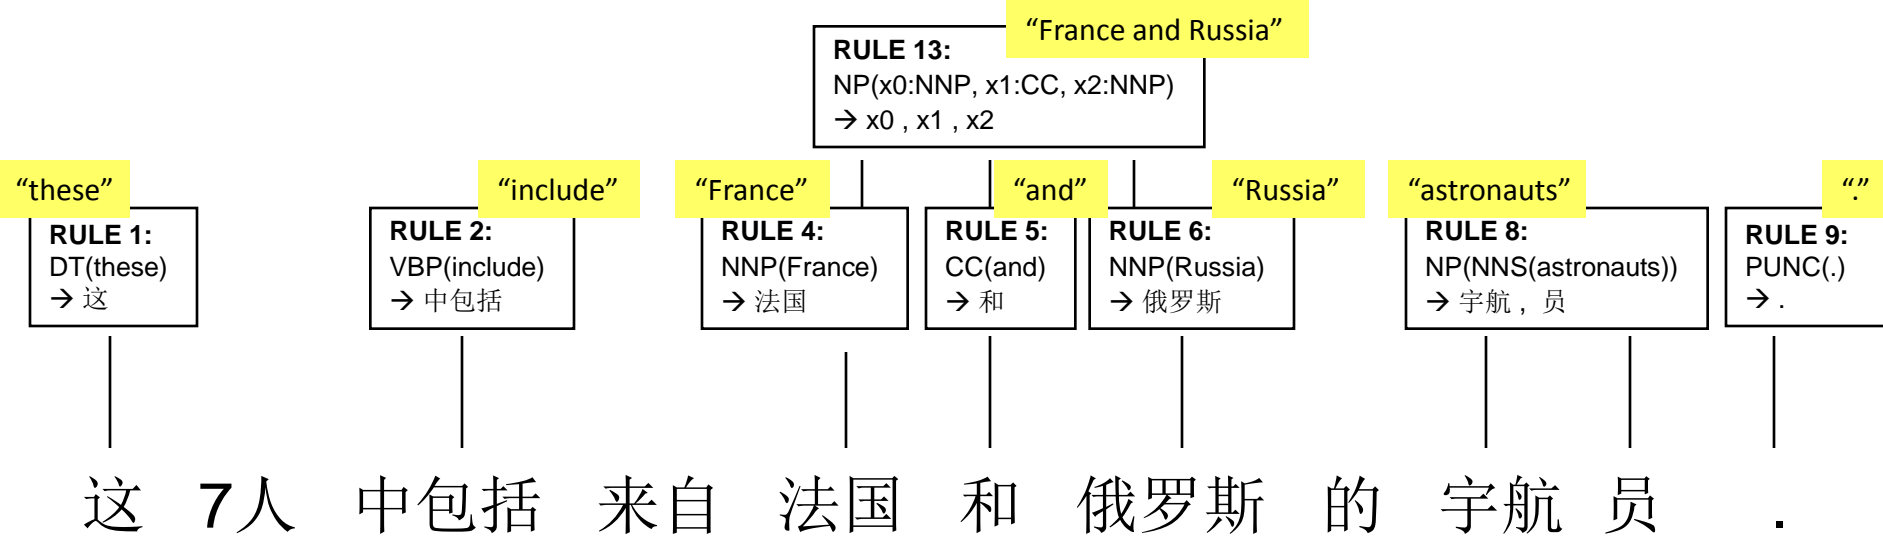 “France and Russia”
RULE 13:
NP(x0:NNP, x1:CC, x2:NNP)
→ x0 , x1 , x2
“these”
“include”
“France”
“and”
“Russia”
“astronauts”
“.”
RULE 1:
DT(these)
→ 这
RULE 2:
VBP(include)
→ 中包括
RULE 4:
NNP(France)
→ 法国
RULE 5:
CC(and)
→ 和
RULE 6:
NNP(Russia)
→ 俄罗斯
RULE 8:
NP(NNS(astronauts))
→ 宇航 , 员
RULE 9:
PUNC(.)
→ .
这 7人 中包括 来自 法国 和 俄罗斯 的 宇航 员 .